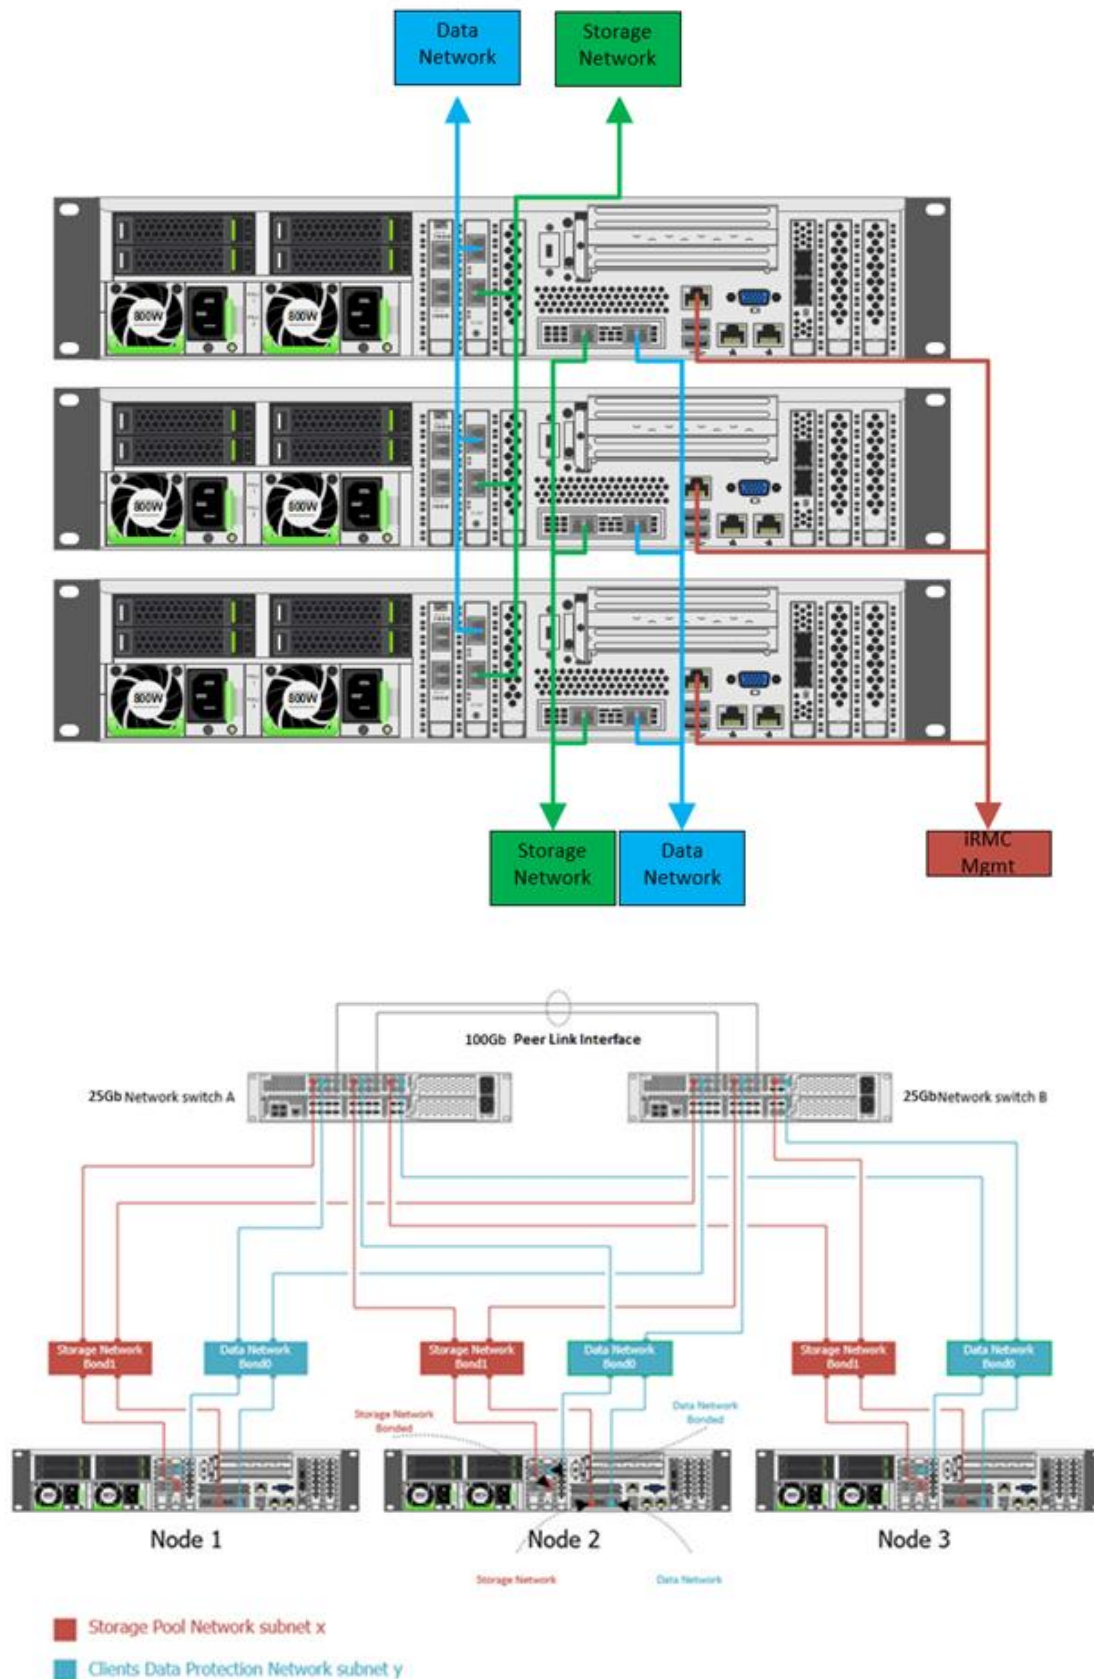 Data
Network
Storage
Network
800W
800W
800W
800W
800W
800W
Storage
Network
Data
Network
iRMC
Mgmt
100Gb Peer Link Interface
25Gb Network switch A
25Gb Network switch B
Storage Network
Bond1
Data Network
Bond0
Storage Network
Bond1
Data Network
Bond0
Storage Network
Bond1
Data Network
Bond0
Storage Network
Bonded
Data Network
Bonded
Node 1
Node 2
Node 3
Storage Network
Data Network
Storage Pool Network subnet x
Clients Data Protection Network subnet y